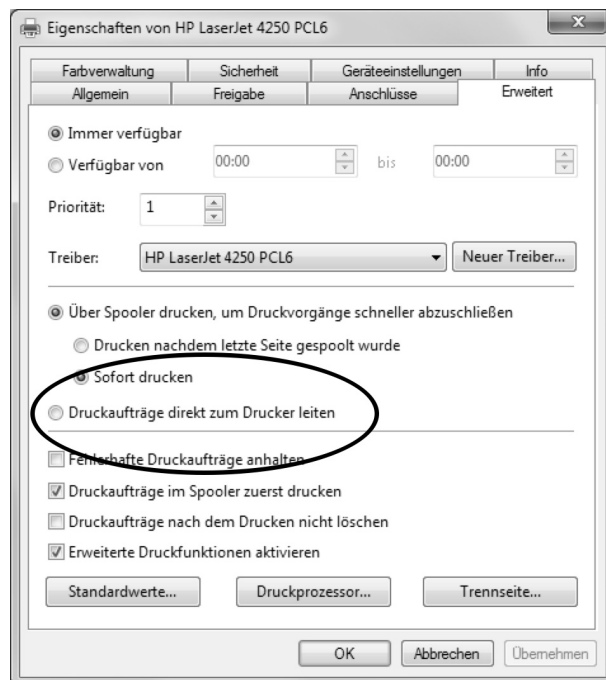 Eigenschaften von HP LaserJet 4250 PCL6
Farbverwaltung Sicherheit Geräteeinstellungen Info
Allgemein Freigabe Anschlüsse Erweitert
Immer verfügbar
Verfügbar von 00:00 bis 00:00
Priorität: 1
Treiber: HP LaserJet 4250 PCL6 Neuer Treiber...
Über Spooler drucken, um Druckvorgänge schneller abzuschließen
Drucken nachdem letzte Seite gespoolt wurde
Sofort drucken
Druckaufträge direkt zum Drucker leiten
Fehlerhafte Druckaufträge anhalten
Druckaufträge im Spooler zuerst drucken
Druckaufträge nach dem Drucken nicht löschen
Erweiterte Druckfunktionen aktivieren
Standardwerte... Druckprozessor... Trennseite...
OK Abbrechen Übernehmen